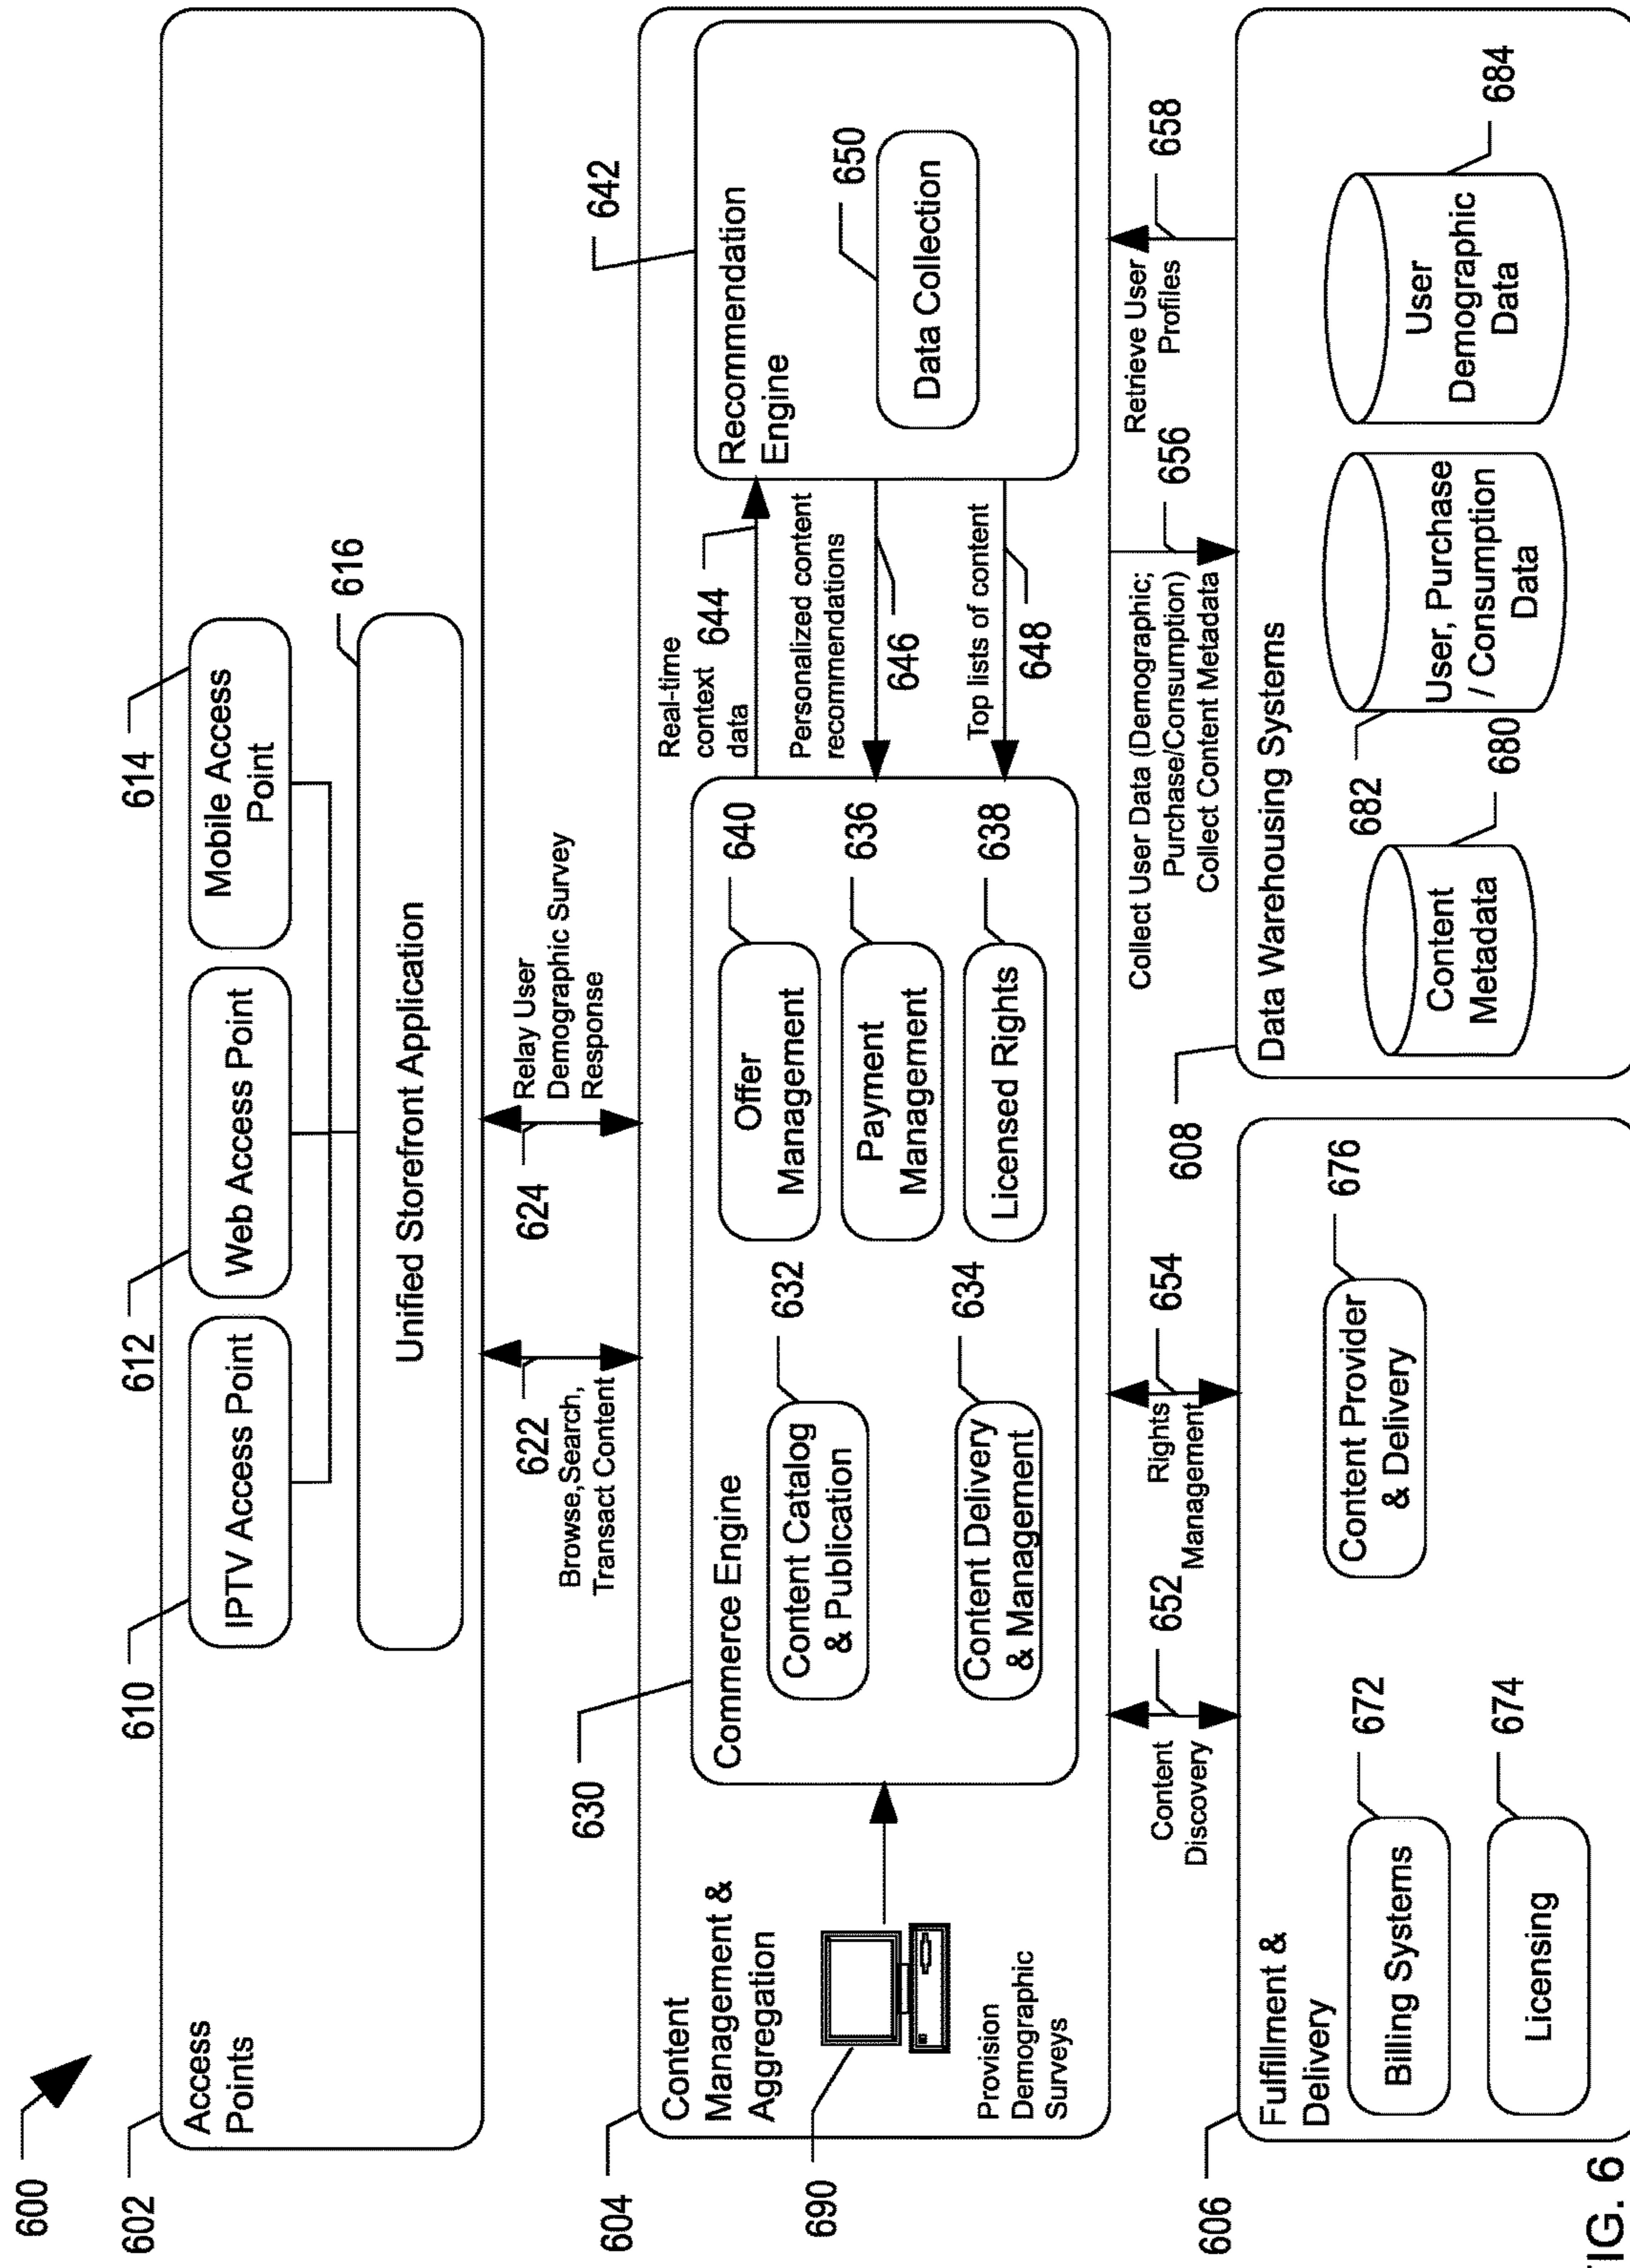 600
602
Access
Points
610
612
614
616
IPTV Access Point
Web Access Point
Mobile Access
Point
Unified Storefront Application
622
Browse,Search,
Transact Content
624
Relay User
Demographic Survey
Response
604
Content
Management &
Aggregation
690
Provision
Demographic
Surveys
630
Commerce Engine
632
Content Catalog
& Publication
634
Content Delivery
& Management
640
Offer
Management
636
Payment
Management
638
Licensed Rights
Real-time
context
data
644
Personalized content
recommendations
646
Top lists of content
648
642
Recommendation
Engine
650
Data Collection
Content
Discovery
652
Rights
Management
654
Collect User Data (Demographic;
Purchase/Consumption)
Collect Content Metadata
656
Retrieve User
Profiles
658
606
Fulfillment &
Delivery
672
Billing Systems
674
Licensing
676
Content Provider
& Delivery
608
Data Warehousing Systems
680
Content
Metadata
682
User, Purchase
/ Consumption
Data
684
User
Demographic
Data
FIG. 6